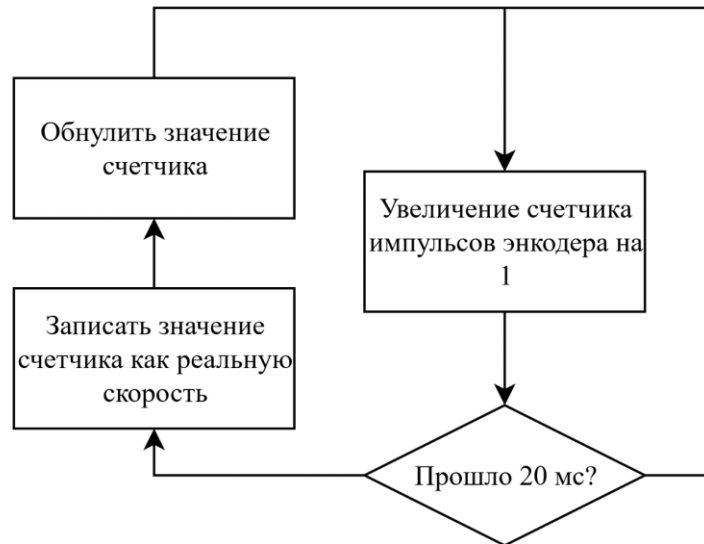 Обнулить значение
счетчика
Увеличение счетчика
импульсов энкодера на
1
Записать значение
счетчика как реальную
скорость
Прошло 20 мс?